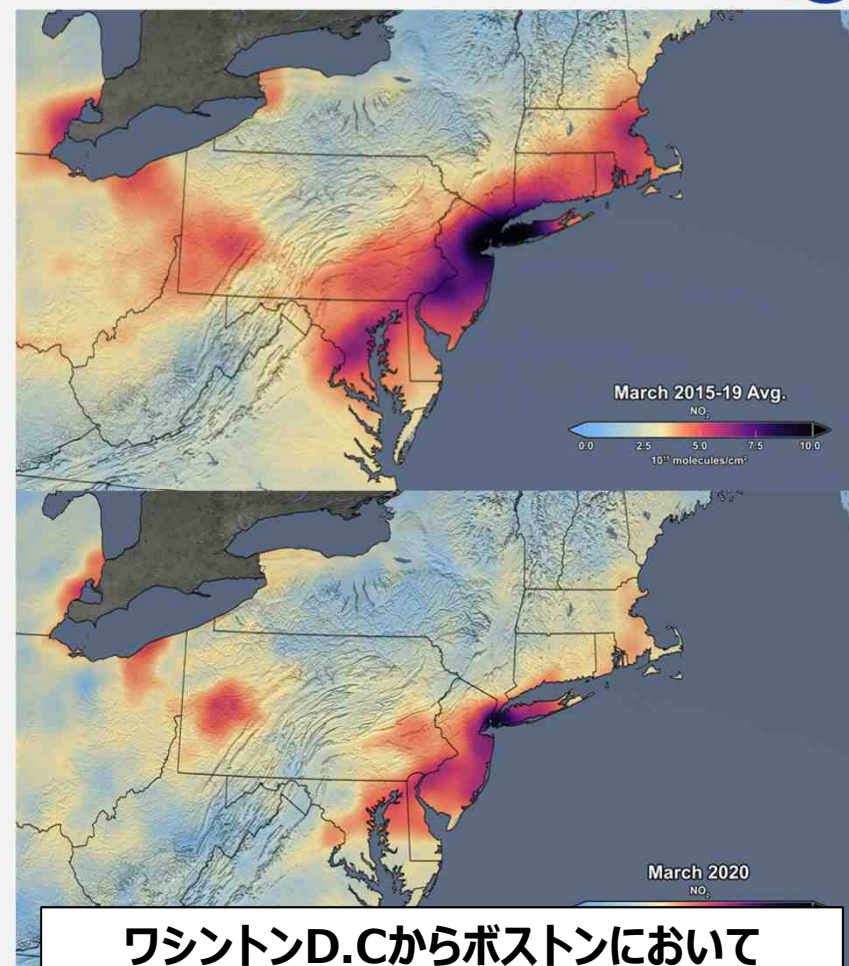 March 2015-19 Avg.
NO₂
0.0 2.5 5.0 7.5 10.0
10¹⁵ molecules/cm²
March 2020
NO₂
ワシントンD.Cからボストンにおいて